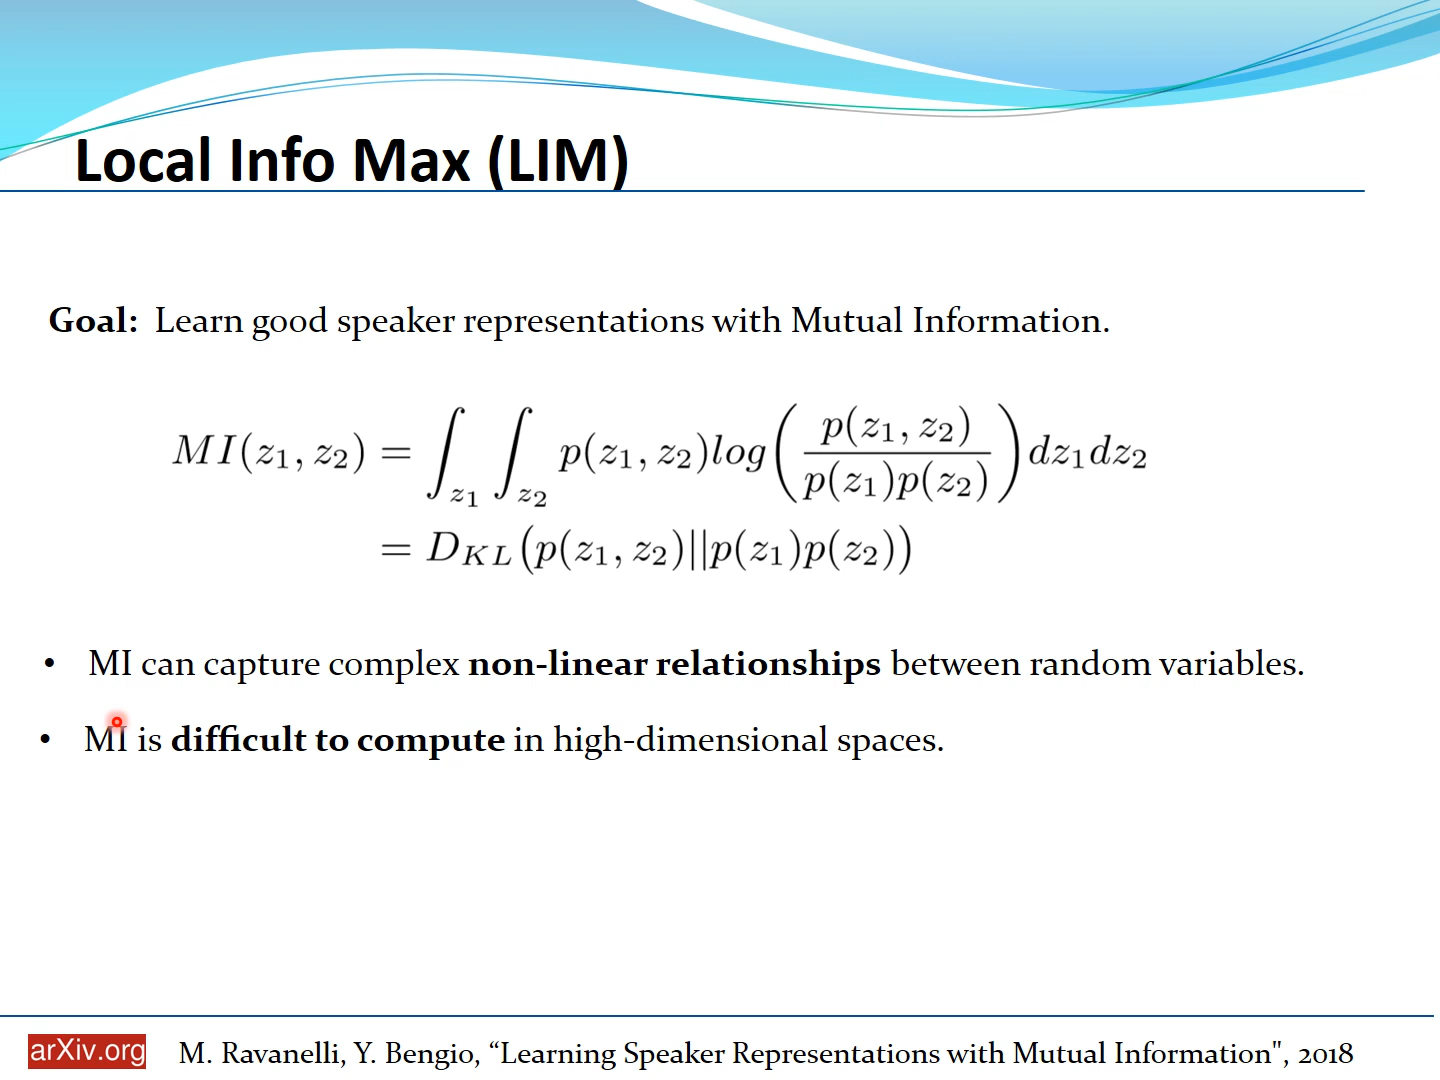 Local Info Max (LIM)
Goal: Learn good speaker representations with Mutual Information.
MI(z₁, z₂) = ∫_{z₁} ∫_{z₂} p(z₁, z₂)log(p(z₁, z₂) / p(z₁)p(z₂))dz₁dz₂
= D_{KL}(p(z₁, z₂)||p(z₁)p(z₂))
• MI can capture complex non-linear relationships between random variables.
• MI is difficult to compute in high-dimensional spaces.
arXiv.org M. Ravanelli, Y. Bengio, “Learning Speaker Representations with Mutual Information", 2018